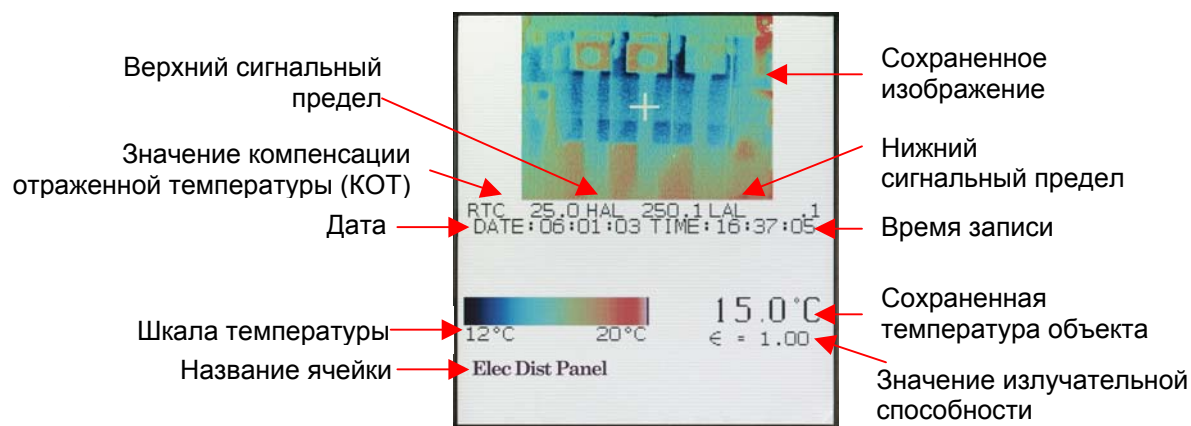 Верхний сигнальный
предел
Значение компенсации
отраженной температуры (КОТ)
Дата
Шкала температуры
Название ячейки
RTC 25.0 HAL 250.1 LAL .1
DATE:06:01:03 TIME:16:37:05
12°C 20°C
15.0°C
є = 1.00
Elec Dist Panel
Сохраненное
изображение
Нижний
сигнальный предел
Время записи
Сохраненная
температура объекта
Значение излучательной
способности